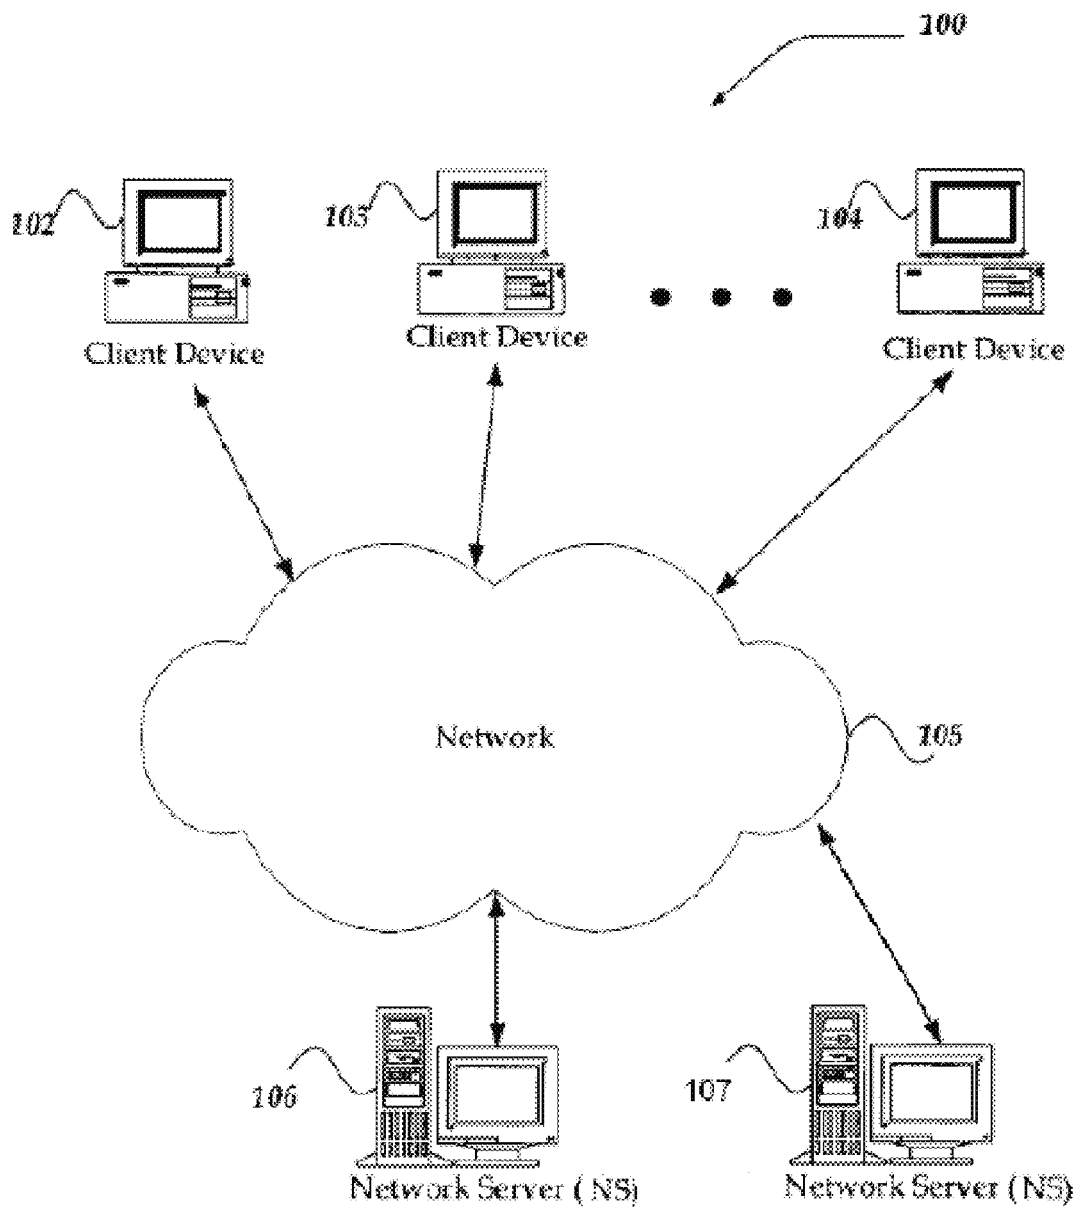 100
102
103
104
Client Device
Client Device
Client Device
Network
105
106
107
Network Server (NS)
Network Server (NS)